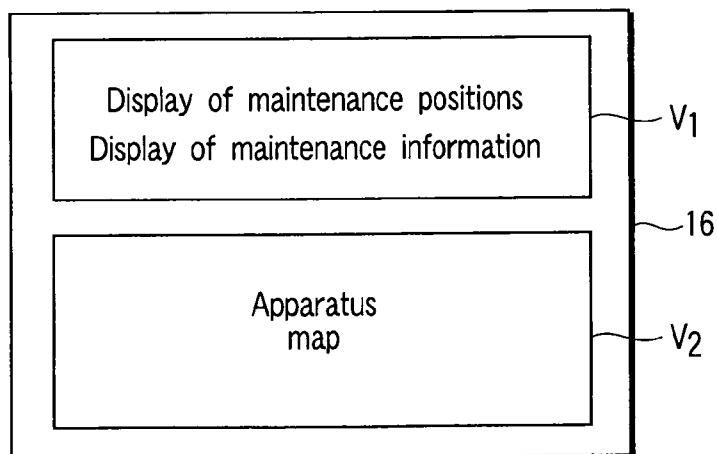 Display of maintenance positions
Display of maintenance information
V1
16
Apparatus
map
V2